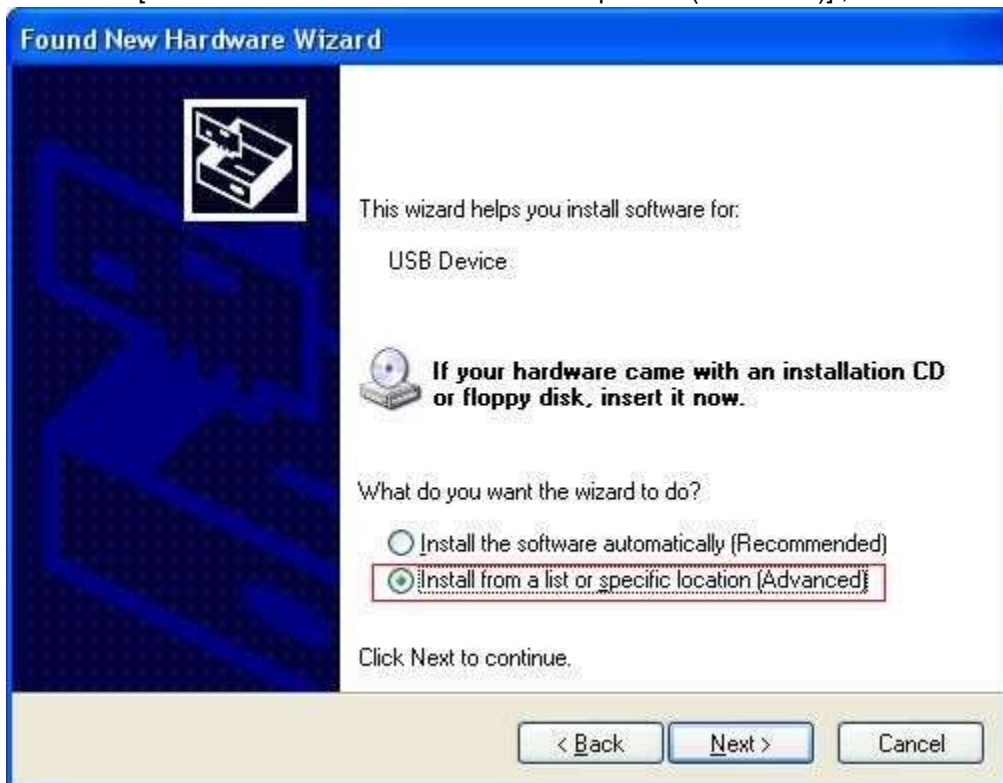 Found New Hardware Wizard
This wizard helps you install software for:
USB Device
If your hardware came with an installation CD
or floppy disk, insert it now.
What do you want the wizard to do?
Install the software automatically (Recommended)
Install from a list or specific location (Advanced)
Click Next to continue.
< Back
Next >
Cancel